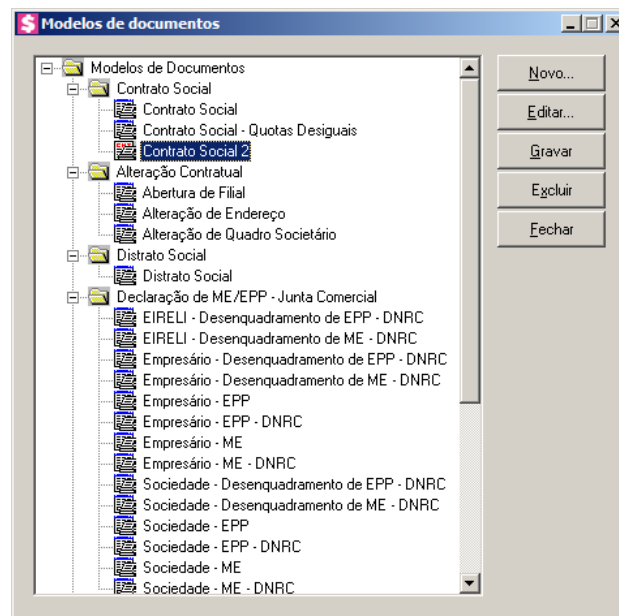 Modelos de documentos
Modelos de Documentos
Contrato Social
Contrato Social
Contrato Social - Quotas Desiguais
Contrato Social 2
Alteração Contratual
Abertura de Filial
Alteração de Endereço
Alteração de Quadro Societário
Distrato Social
Distrato Social
Declaração de ME/EPP - Junta Comercial
EIRELI - Desenquadramento de EPP - DNRC
EIRELI - Desenquadramento de ME - DNRC
Empresário - Desenquadramento de EPP - DNRC
Empresário - Desenquadramento de ME - DNRC
Empresário - EPP
Empresário - EPP - DNRC
Empresário - ME
Empresário - ME - DNRC
Sociedade - Desenquadramento de EPP - DNRC
Sociedade - Desenquadramento de ME - DNRC
Sociedade - EPP
Sociedade - EPP - DNRC
Sociedade - ME
Sociedade - ME - DNRC
Novo...
Editar...
Gravar
Excluir
Fechar